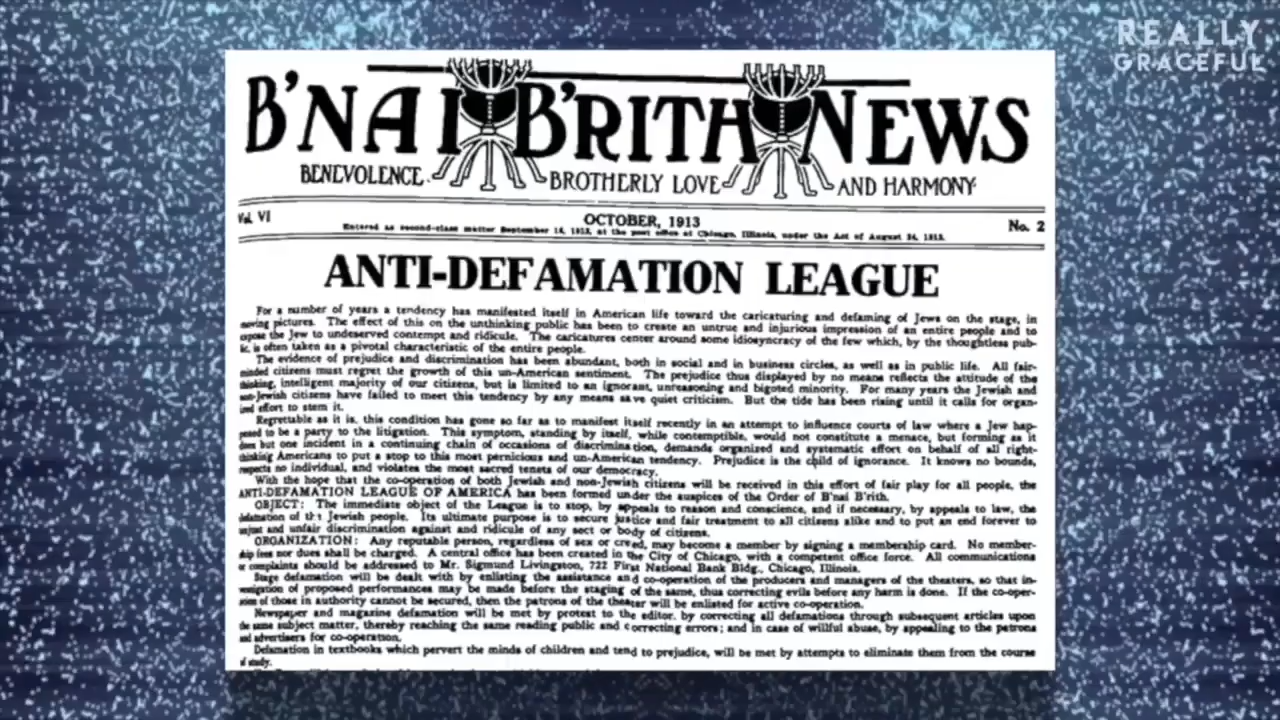 REALLY
GRACEFUL
B'NAI B'RITH NEWS
BENEVOLENCE BROTHERLY LOVE AND HARMONY
Vol. VI OCTOBER, 1913 No. 2
Entered as second-class matter September 16, 1912, at the post office at Chicago, Illinois, under the Act of August 24, 1912.
ANTI-DEFAMATION LEAGUE
For a number of years a tendency has manifested itself in American life toward the caricaturing and defaming of Jews on the stage, in
moving pictures. The effect of this on the unthinking public has been to create an untrue and injurious impression of an entire people and to
expose the Jew to undeserved contempt and ridicule. The caricatures center around some idiosyncracy of the few which, by the thoughtless pub-
lic, is often taken as a pivotal characteristic of the entire people.
The evidence of prejudice and discrimination has been abundant, both in social and in business circles, as well as in public life. All fair-
minded citizens must regret the growth of this un-American sentiment. The prejudice thus displayed by no means reflects the attitude of the
thinking, intelligent majority of our citizens, but is limited to an ignorant, unreasoning and bigoted minority. For many years the Jewish and
non-Jewish citizens have failed to meet this tendency by any means save quiet criticism. But the tide has been rising until it calls for organ-
ized effort to stem it.
Regrettable as it is, this condition has gone so far as to manifest itself recently in an attempt to influence courts of law where a Jew hap-
pened to be a party to the litigation. This symptom, standing by itself, while contemptible, would not constitute a menace, but forming as it
does but one incident in a continuing chain of occasions of discrimination, demands organized and systematic effort on behalf of all right-
thinking Americans to put a stop to this most pernicious and un-American tendency. Prejudice is the child of ignorance. It knows no bounds,
respects no individual, and violates the most sacred tenets of our democracy.
With the hope that the co-operation of both Jewish and non-Jewish citizens will be received in this effort of fair play for all people, the
ANTI-DEFAMATION LEAGUE OF AMERICA has been formed under the auspices of the Order of B'nai B'rith.
OBJECT: The immediate object of the League is to stop, by appeals to reason and conscience, and if necessary, by appeals to law, the
defamation of the Jewish people. Its ultimate purpose is to secure justice and fair treatment to all citizens alike and to put an end forever to
unjust and unfair discrimination against and ridicule of any sect or body of citizens.
ORGANIZATION: Any reputable person, regardless of sex or creed, may become a member by signing a membership card. No member-
ship fees nor dues shall be charged. A central office has been created in the City of Chicago, with a competent office force. All communications
or complaints should be addressed to Mr. Sigmund Livingston, 722 First National Bank Bldg., Chicago, Illinois.
Stage defamation will be dealt with by enlisting the assistance and co-operation of the producers and managers of the theaters, so that in-
vestigation of proposed performances may be made before the staging of the same, thus correcting evils before any harm is done. If the co-oper-
ation of those in authority cannot be secured, then the patrons of the theater will be enlisted for active co-operation.
Newspaper and magazine defamation will be met by protest to the editor, by correcting all defamations through subsequent articles upon
the same subject matter, thereby reaching the same reading public and correcting errors; and in case of willful abuse, by appealing to the patrons
and advertisers for co-operation.
Defamation in textbooks which pervert the minds of children and tend to prejudice, will be met by attempts to eliminate them from the course
of study.